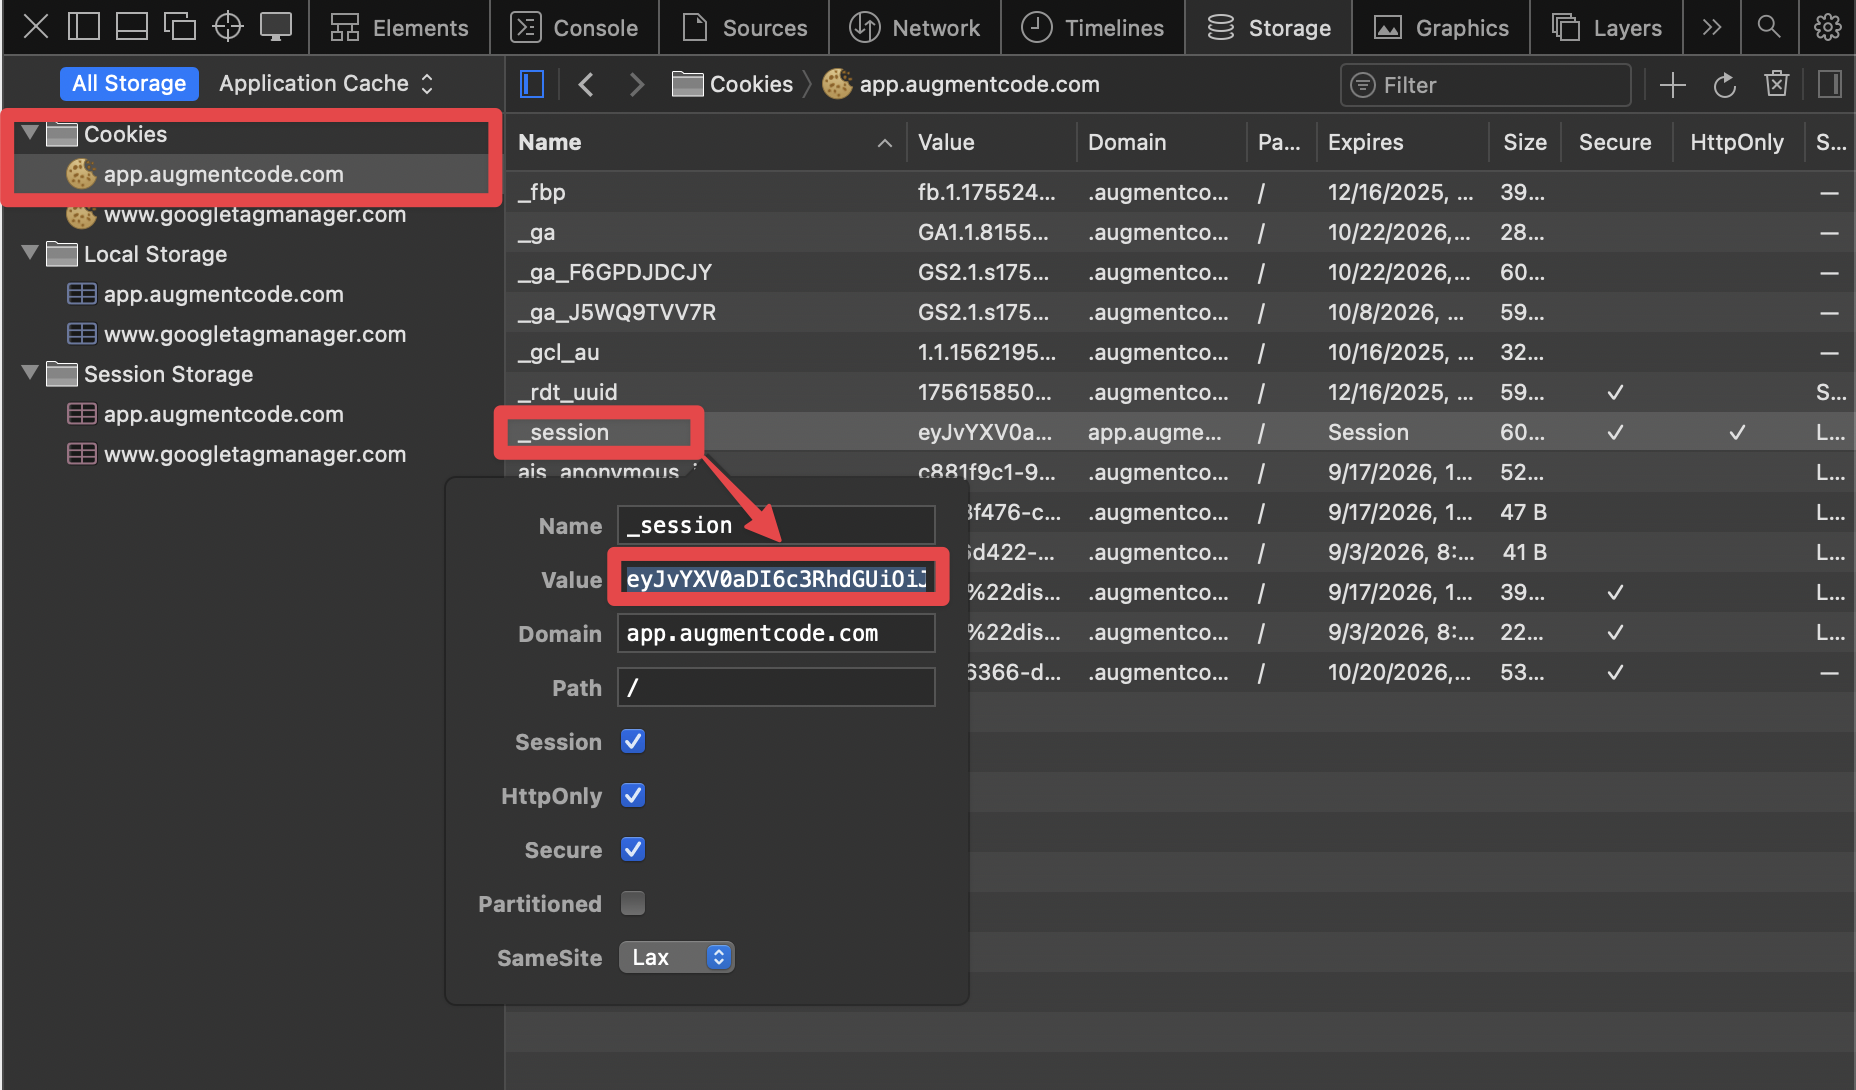 Elements
Console
Sources
Network
Timelines
Storage
Graphics
Layers
All Storage
Application Cache
Cookies
app.augmentcode.com
Filter
Cookies
app.augmentcode.com
www.googletagmanager.com
Local Storage
app.augmentcode.com
www.googletagmanager.com
Session Storage
app.augmentcode.com
www.googletagmanager.com
Name Value Domain Pa... Expires Size Secure HttpOnly S...
_fbp fb.1.175524... .augmentco... / 12/16/2025, ... 39... —
_ga GA1.1.8155... .augmentco... / 10/22/2026,... 28... —
_ga_F6GPDJDCJY GS2.1.s175... .augmentco... / 10/22/2026,... 60... —
_ga_J5WQ9TVV7R GS2.1.s175... .augmentco... / 10/8/2026, ... 59... —
_gcl_au 1.1.1562195... .augmentco... / 10/16/2025, ... 32... —
_rdt_uuid 175615850... .augmentco... / 12/16/2025, ... 59... ✓ S...
_session eyJvYXV0a... app.augme... / Session 60... ✓ ✓ L...
ajs_anonymous_ c881f9c1-9... .augmentco... / 9/17/2026, 1... 52... L...
f476-c... .augmentco... / 9/17/2026, 1... 47 B L...
d422-... .augmentco... / 9/3/2026, 8:... 41 B L...
%22dis... .augmentco... / 9/17/2026, 1... 39... ✓ L...
%22dis... .augmentco... / 9/3/2026, 8:... 22... ✓ L...
6366-d... .augmentco... / 10/20/2026,... 53... ✓ —
Name _session
Value eyJvYXV0aDI6c3RhdGUiOiJ
Domain app.augmentcode.com
Path /
Session
HttpOnly
Secure
Partitioned
SameSite Lax